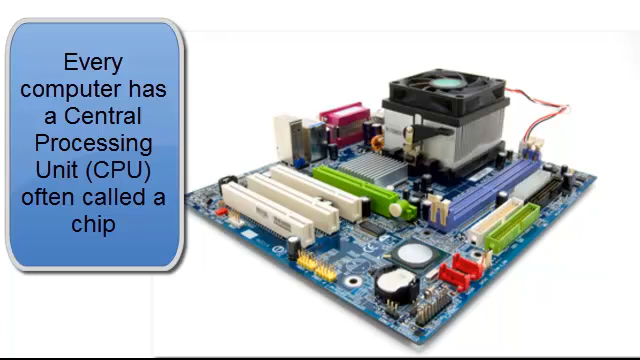 Every
computer has
a Central
Processing
Unit (CPU)
often called a
chip